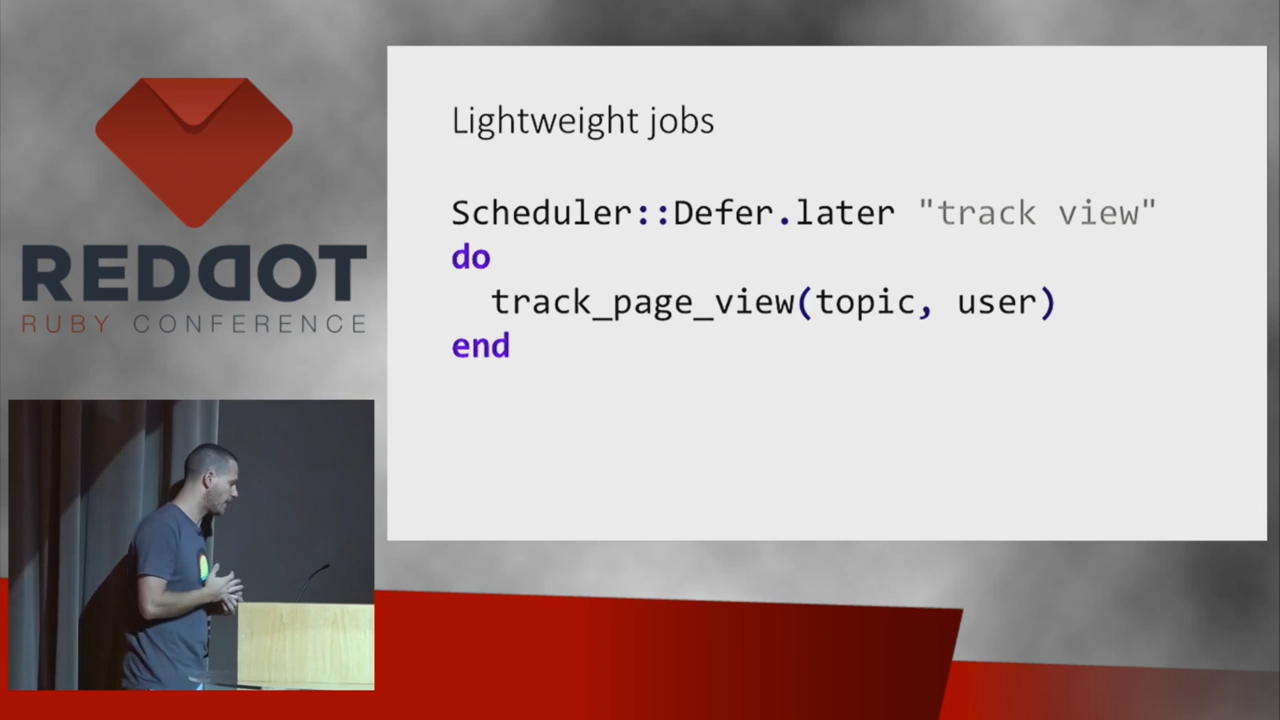 REDDOT
RUBY CONFERENCE
Lightweight jobs
Scheduler::Defer.later "track view"
do
  track_page_view(topic, user)
end